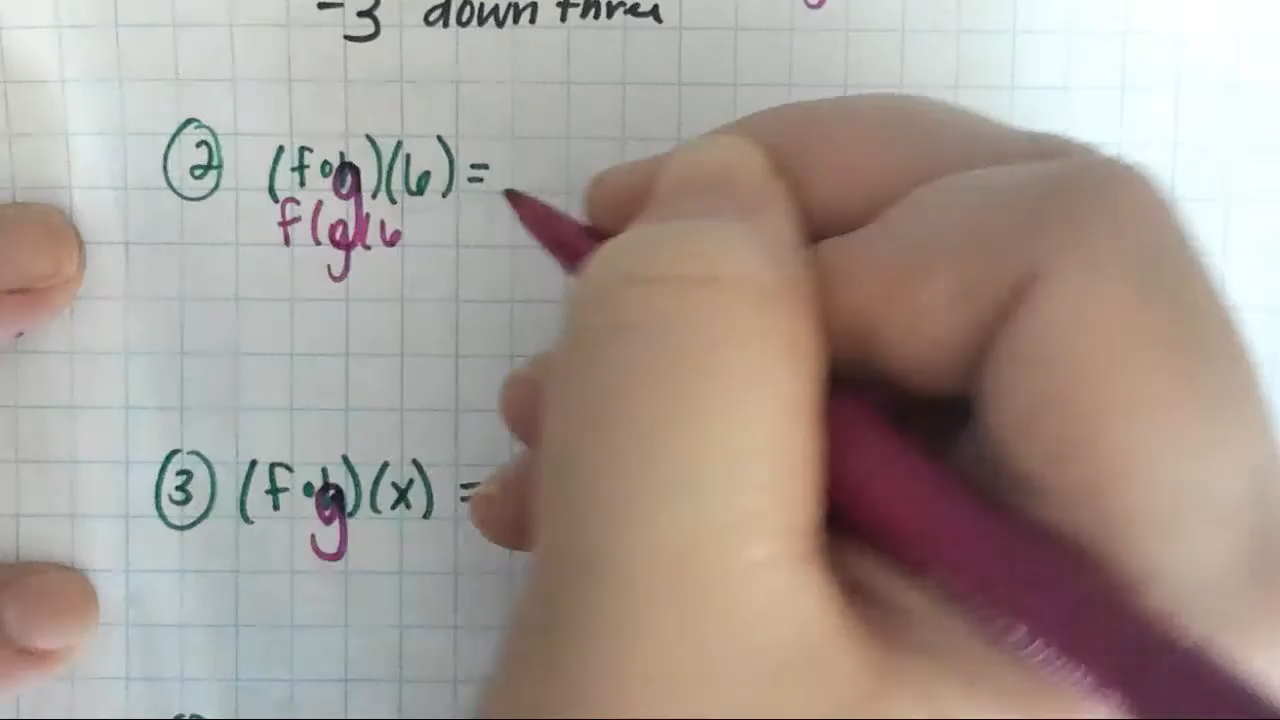 -3 down three
② (f∘g)(6) =
f(g(6
③ (f∘g)(x) =